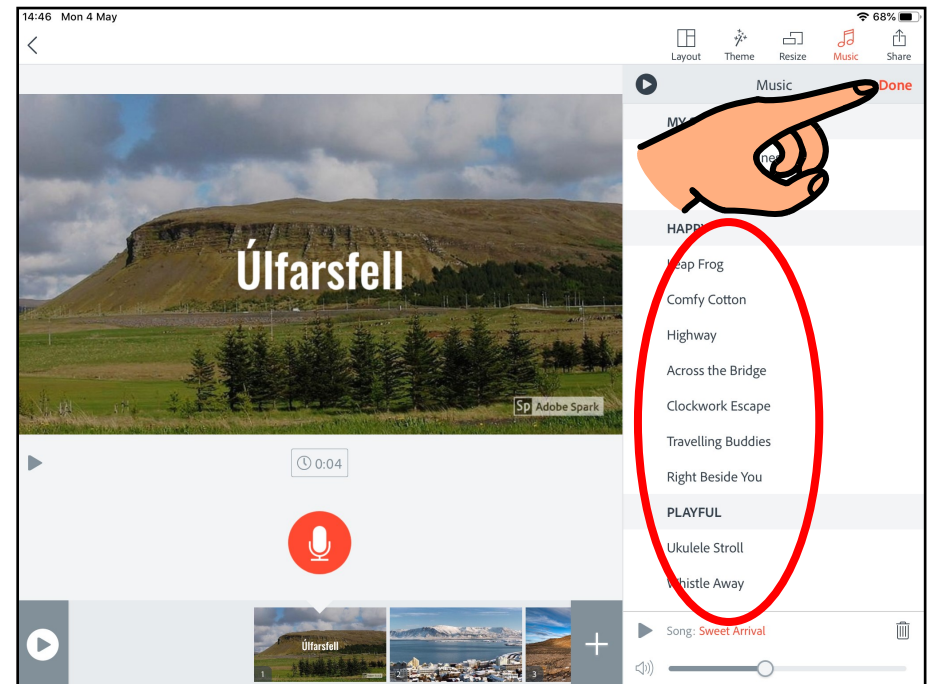 14:46 Mon 4 May
68%
Layout Theme Resize Music Share
Music Done
Úlfarsfell
Sp Adobe Spark
0:04
Leap Frog
Comfy Cotton
Highway
Across the Bridge
Clockwork Escape
Travelling Buddies
Right Beside You
PLAYFUL
Ukulele Stroll
Whistle Away
Song: Sweet Arrival
Úlfarsfell
1 2 3